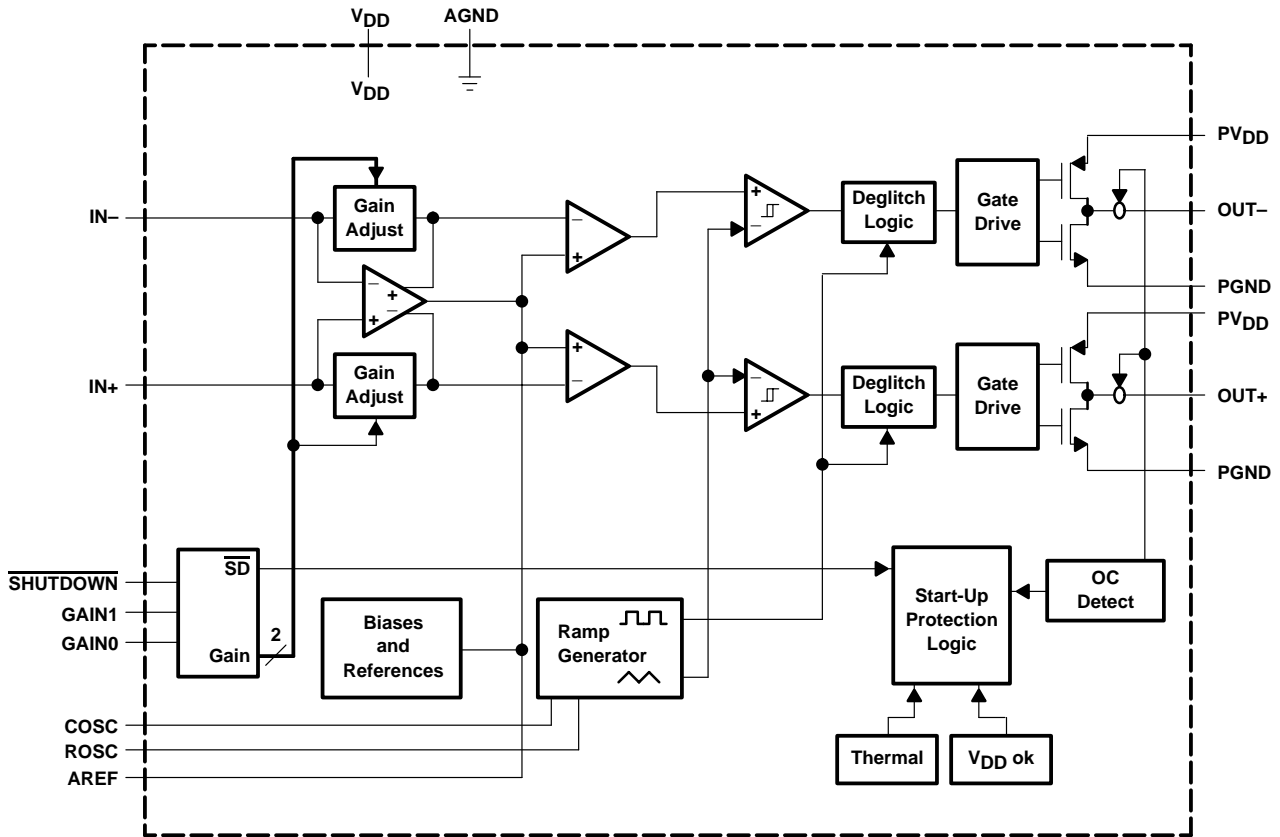 VDD AGND
VDD
PVDD
IN–
Gain
Adjust
– +
+ –
–
+
+
–
+
–
–
+
Deglitch
Logic
Gate
Drive
OUT–
PGND
PVDD
IN+
Gain
Adjust
Deglitch
Logic
Gate
Drive
OUT+
PGND
SHUTDOWN
GAIN1
GAIN0
SD
2
Gain
Biases
and
References
Ramp
Generator
Start-Up
Protection
Logic
OC
Detect
COSC
ROSC
AREF
Thermal
VDD ok